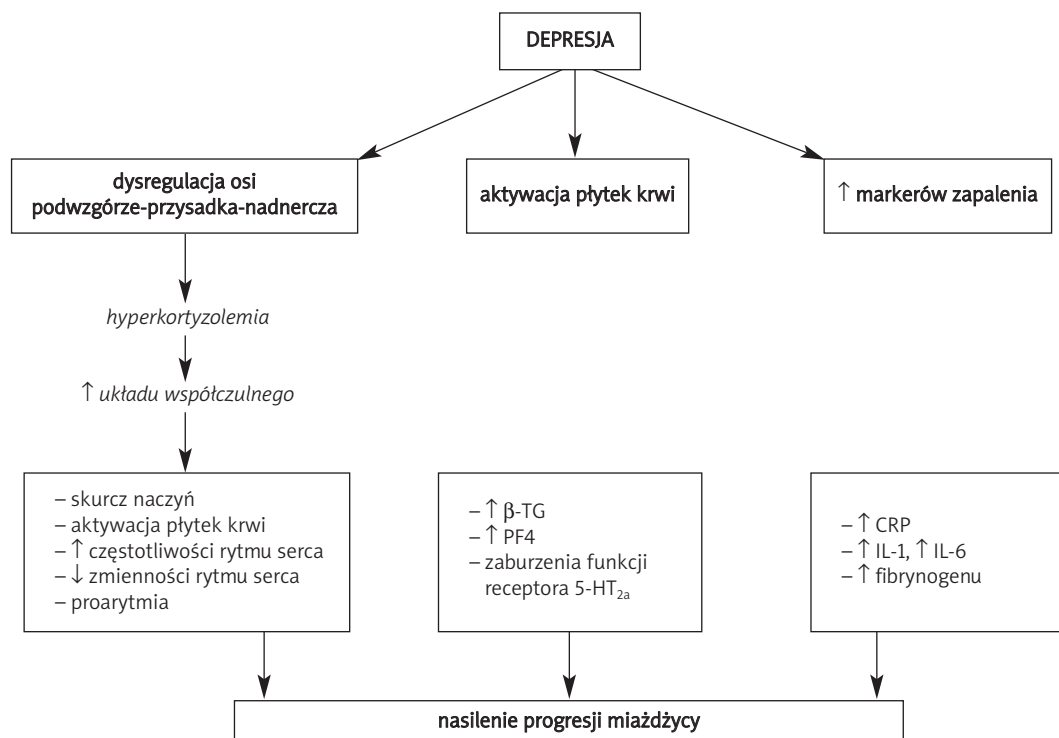 DEPRESJA
dysregulacja osi
podwzgórze-przysadka-nadnercza
aktywacja płytek krwi
↑ markerów zapalenia
hyperkortyzolemia
↑ układu współczulnego
– skurcz naczyń
– aktywacja płytek krwi
– ↑ częstotliwości rytmu serca
– ↓ zmienności rytmu serca
– proarytmia
– ↑ β-TG
– ↑ PF4
– zaburzenia funkcji
receptora 5-HT2a
– ↑ CRP
– ↑ IL-1, ↑ IL-6
– ↑ fibrynogenu
nasilenie progresji miażdżycy